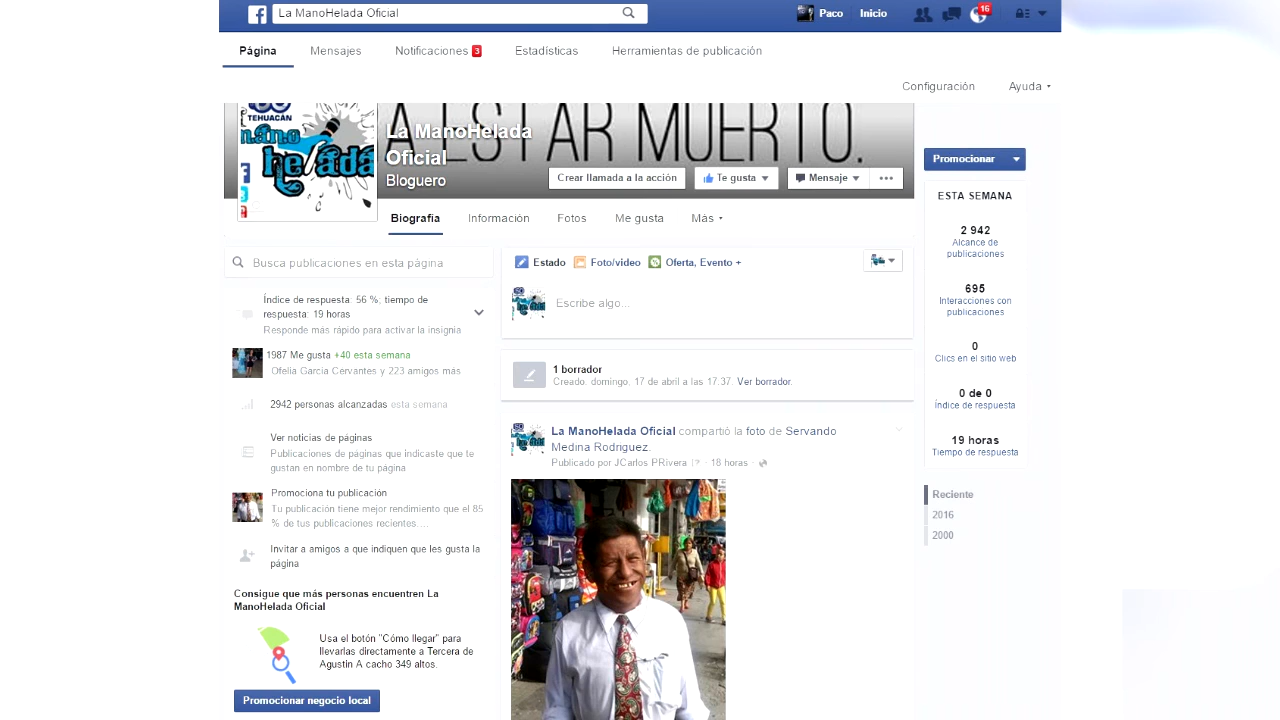 La ManoHelada Oficial
Paco Inicio 16
Página Mensajes Notificaciones 3 Estadísticas Herramientas de publicación
Configuración Ayuda
TEHUACÁN
mano
helada
A ESTAR MUERTO.
La ManoHelada
Oficial
Bloguero
Crear llamada a la acción Te gusta Mensaje
Biografía Información Fotos Me gusta Más
Busca publicaciones en esta página
Índice de respuesta: 56 %; tiempo de
respuesta: 19 horas
Responde más rápido para activar la insignia
1987 Me gusta +40 esta semana
Ofelia Garcia Cervantes y 223 amigos más
2942 personas alcanzadas esta semana
Ver noticias de páginas
Publicaciones de páginas que indicaste que te
gustan en nombre de tu página
Promociona tu publicación
Tu publicación tiene mejor rendimiento que el 85
% de tus publicaciones recientes....
Invitar a amigos a que indiquen que les gusta la
página
Consigue que más personas encuentren La
ManoHelada Oficial
Usa el botón "Cómo llegar" para
llevarlas directamente a Tercera de
Agustin A cacho 349 altos.
Promocionar negocio local
Estado Foto/video Oferta, Evento +
Escribe algo...
1 borrador
Creado: domingo, 17 de abril a las 17:37. Ver borrador.
La ManoHelada Oficial compartió la foto de Servando
Medina Rodriguez.
Publicado por JCarlos PRivera [?] · 18 horas ·
Promocionar
ESTA SEMANA
2 942
Alcance de
publicaciones
695
Interacciones con
publicaciones
0
Clics en el sitio web
0 de 0
Índice de respuesta
19 horas
Tiempo de respuesta
Reciente
2016
2000